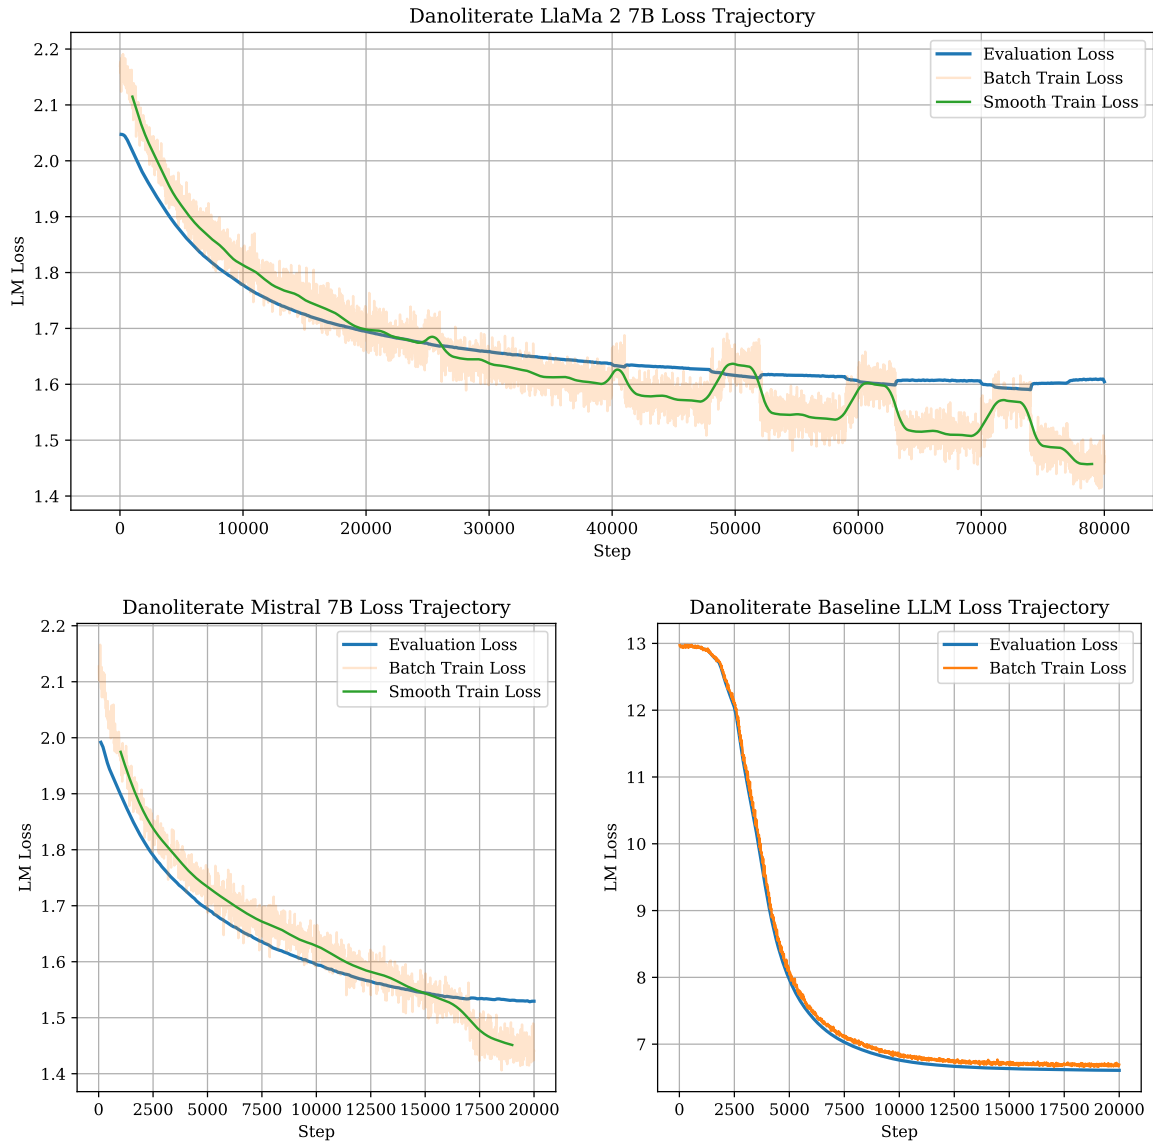 Danoliterate LlaMa 2 7B Loss Trajectory
2.2
2.1
2.0
1.9
1.8
1.7
1.6
1.5
1.4
LM Loss
Evaluation Loss
Batch Train Loss
Smooth Train Loss
0 10000 20000 30000 40000 50000 60000 70000 80000
Step
Danoliterate Mistral 7B Loss Trajectory
2.2
2.1
2.0
1.9
1.8
1.7
1.6
1.5
1.4
LM Loss
Evaluation Loss
Batch Train Loss
Smooth Train Loss
0 2500 5000 7500 10000 12500 15000 17500 20000
Step
Danoliterate Baseline LLM Loss Trajectory
13
12
11
10
9
8
7
LM Loss
Evaluation Loss
Batch Train Loss
0 2500 5000 7500 10000 12500 15000 17500 20000
Step